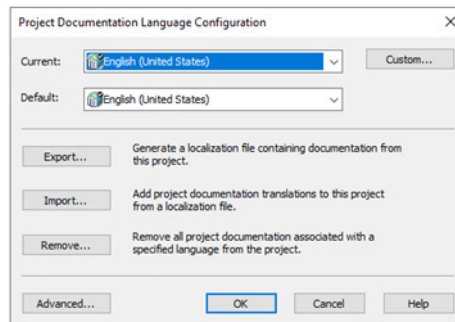 Project Documentation Language Configuration
Current: English (United States) Custom...
Default: English (United States)
Export... Generate a localization file containing documentation from
this project.
Import... Add project documentation translations to this project
from a localization file.
Remove... Remove all project documentation associated with a
specified language from the project.
Advanced... OK Cancel Help